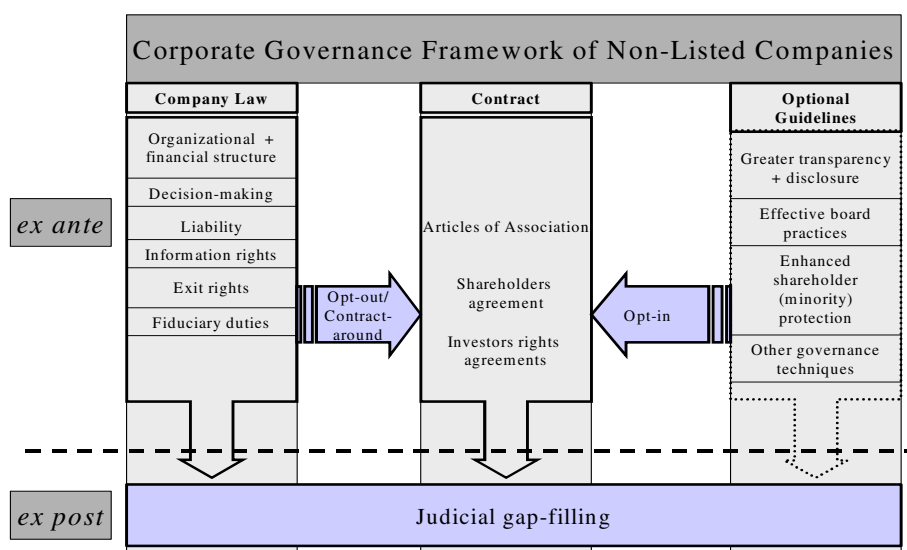 Corporate Governance Framework of Non-Listed Companies
Company Law
Organizational +
financial structure
Decision-making
Liability
Information rights
Exit rights
Fiduciary duties
Opt-out/
Contract-
around
Contract
Articles of Association
Shareholders
agreement
Investors rights
agreements
Opt-in
Optional
Guidelines
Greater transparency
+ disclosure
Effective board
practices
Enhanced
shareholder
(minority)
protection
Other governance
techniques
ex ante
ex post
Judicial gap-filling